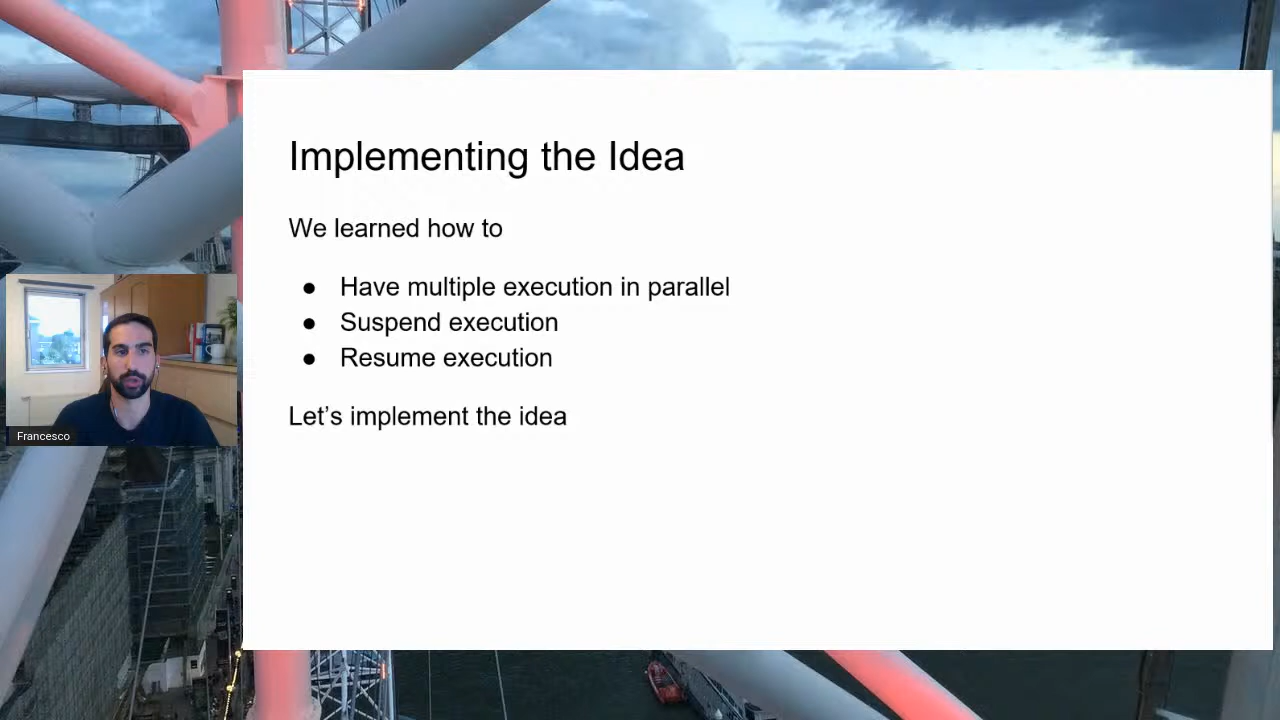 Implementing the Idea
We learned how to
● Have multiple execution in parallel
● Suspend execution
● Resume execution
Let’s implement the idea
Francesco